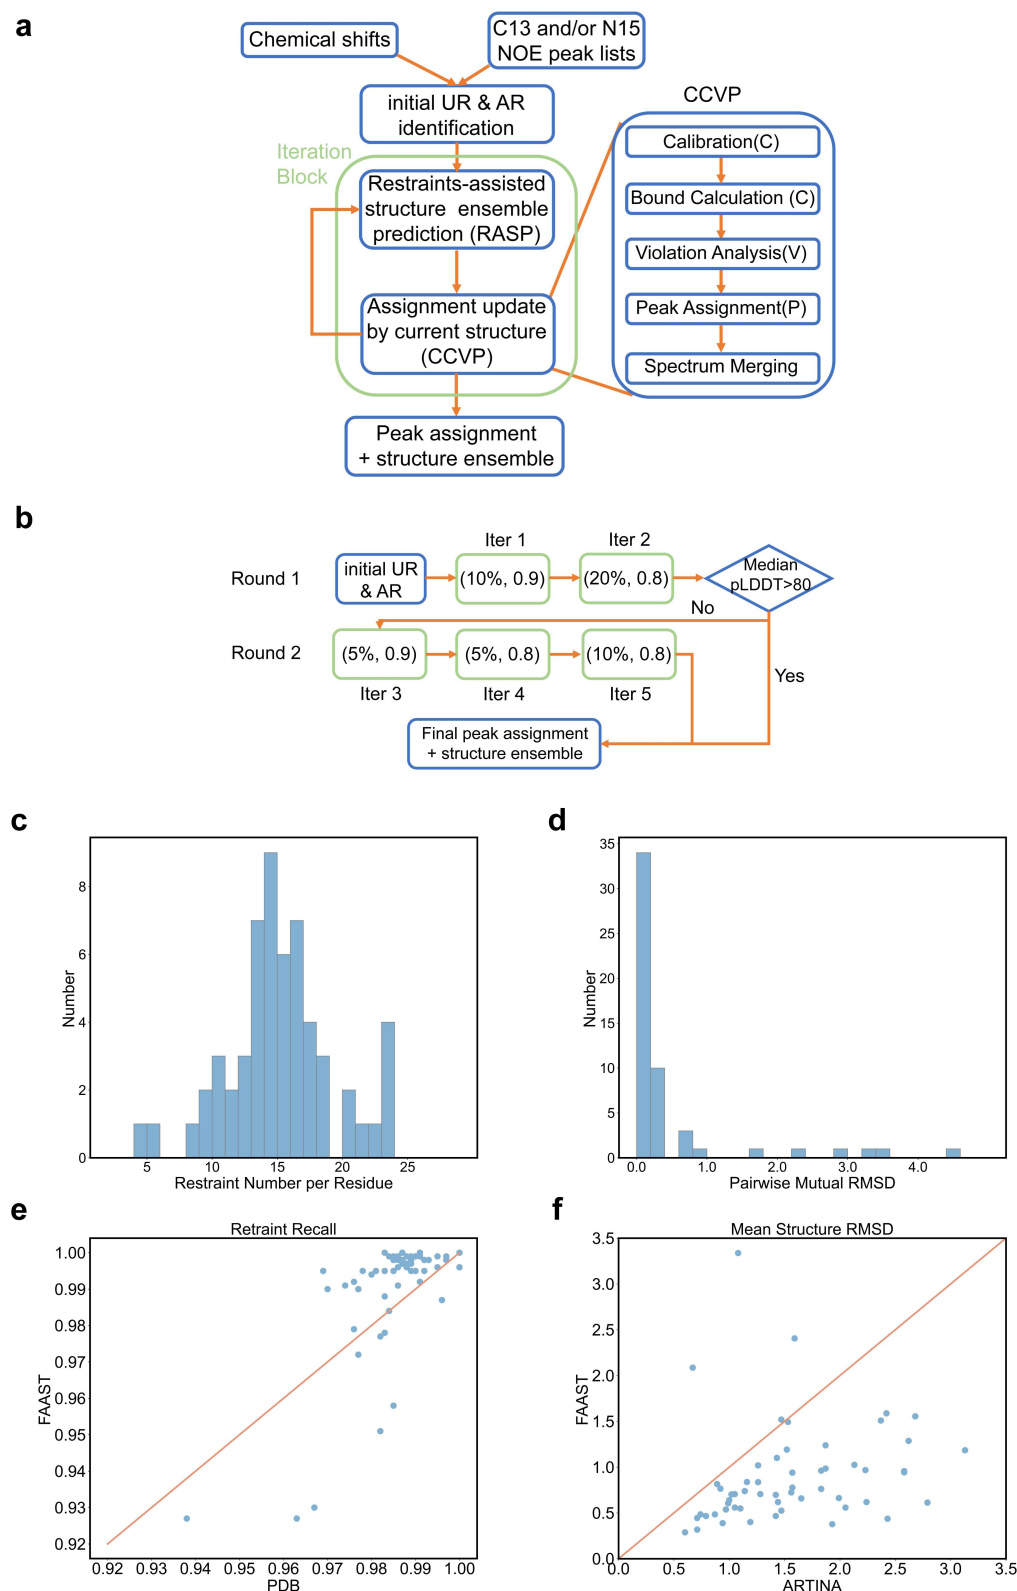 a
Chemical shifts
C13 and/or N15
NOE peak lists
initial UR & AR
identification
Iteration
Block
Restraints-assisted
structure ensemble
prediction (RASP)
Assignment update
by current structure
(CCVP)
Peak assignment
+ structure ensemble
CCVP
Calibration(C)
Bound Calculation (C)
Violation Analysis(V)
Peak Assignment(P)
Spectrum Merging
b
Iter 1
Iter 2
Round 1
initial UR
& AR
(10%, 0.9)
(20%, 0.8)
Median
pLDDT>80
No
Round 2
(5%, 0.9)
(5%, 0.8)
(10%, 0.8)
Yes
Iter 3
Iter 4
Iter 5
Final peak assignment
+ structure ensemble
c
8
6
4
2
0
Number
5
10
15
20
25
Restraint Number per Residue
d
35
30
25
20
15
10
5
0
Number
0.0
1.0
2.0
3.0
4.0
Pairwise Mutual RMSD
e
Retraint Recall
1.00
0.99
0.98
0.97
0.96
0.95
0.94
0.93
0.92
FAAST
0.92
0.93
0.94
0.95
0.96
0.97
0.98
0.99
1.00
PDB
f
Mean Structure RMSD
3.5
3.0
2.5
2.0
1.5
1.0
0.5
0.0
FAAST
0.0
0.5
1.0
1.5
2.0
2.5
3.0
3.5
ARTINA